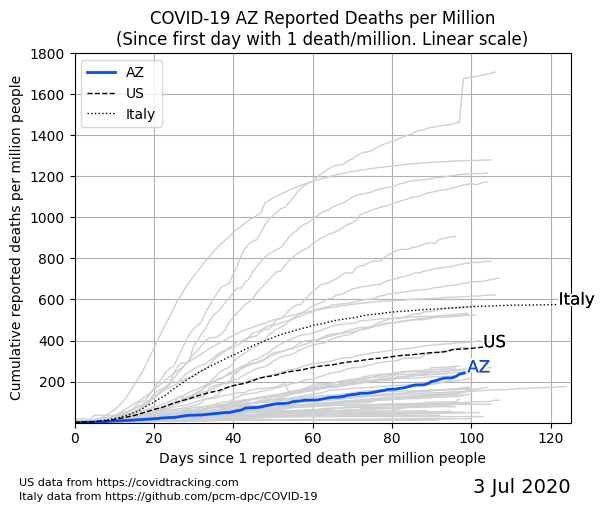 COVID-19 AZ Reported Deaths per Million
(Since first day with 1 death/million. Linear scale)
Cumulative reported deaths per million people
1800
1600
1400
1200
1000
800
600
400
200
AZ
US
Italy
Italy
US
AZ
0
20
40
60
80
100
120
Days since 1 reported death per million people
US data from https://covidtracking.com
Italy data from https://github.com/pcm-dpc/COVID-19
3 Jul 2020